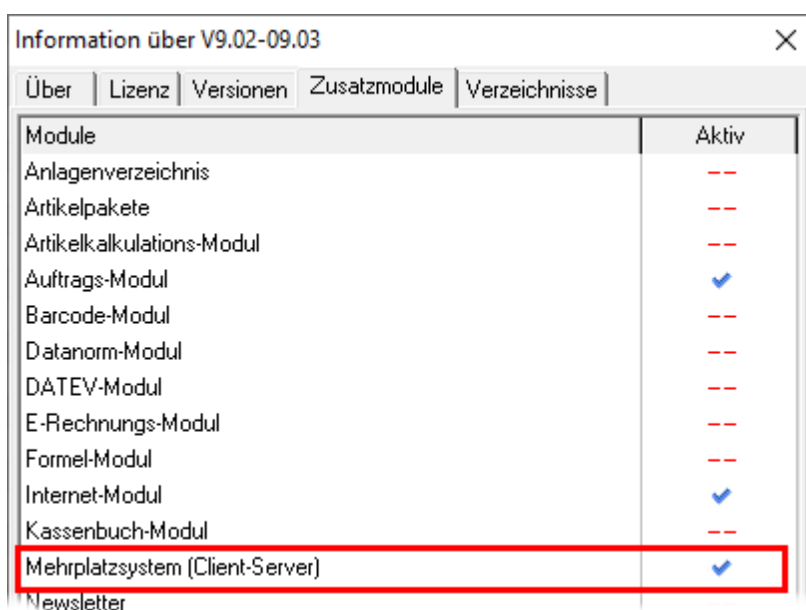 Information über V9.02-09.03
Über Lizenz Versionen Zusatzmodule Verzeichnisse
Module Aktiv
Anlagenverzeichnis --
Artikelpakete --
Artikelkalkulations-Modul --
Auftrags-Modul ✔
Barcode-Modul --
Datanorm-Modul --
DATEV-Modul --
E-Rechnungs-Modul --
Formel-Modul --
Internet-Modul ✔
Kassenbuch-Modul --
Mehrplatzsystem (Client-Server) ✔
Newsletter